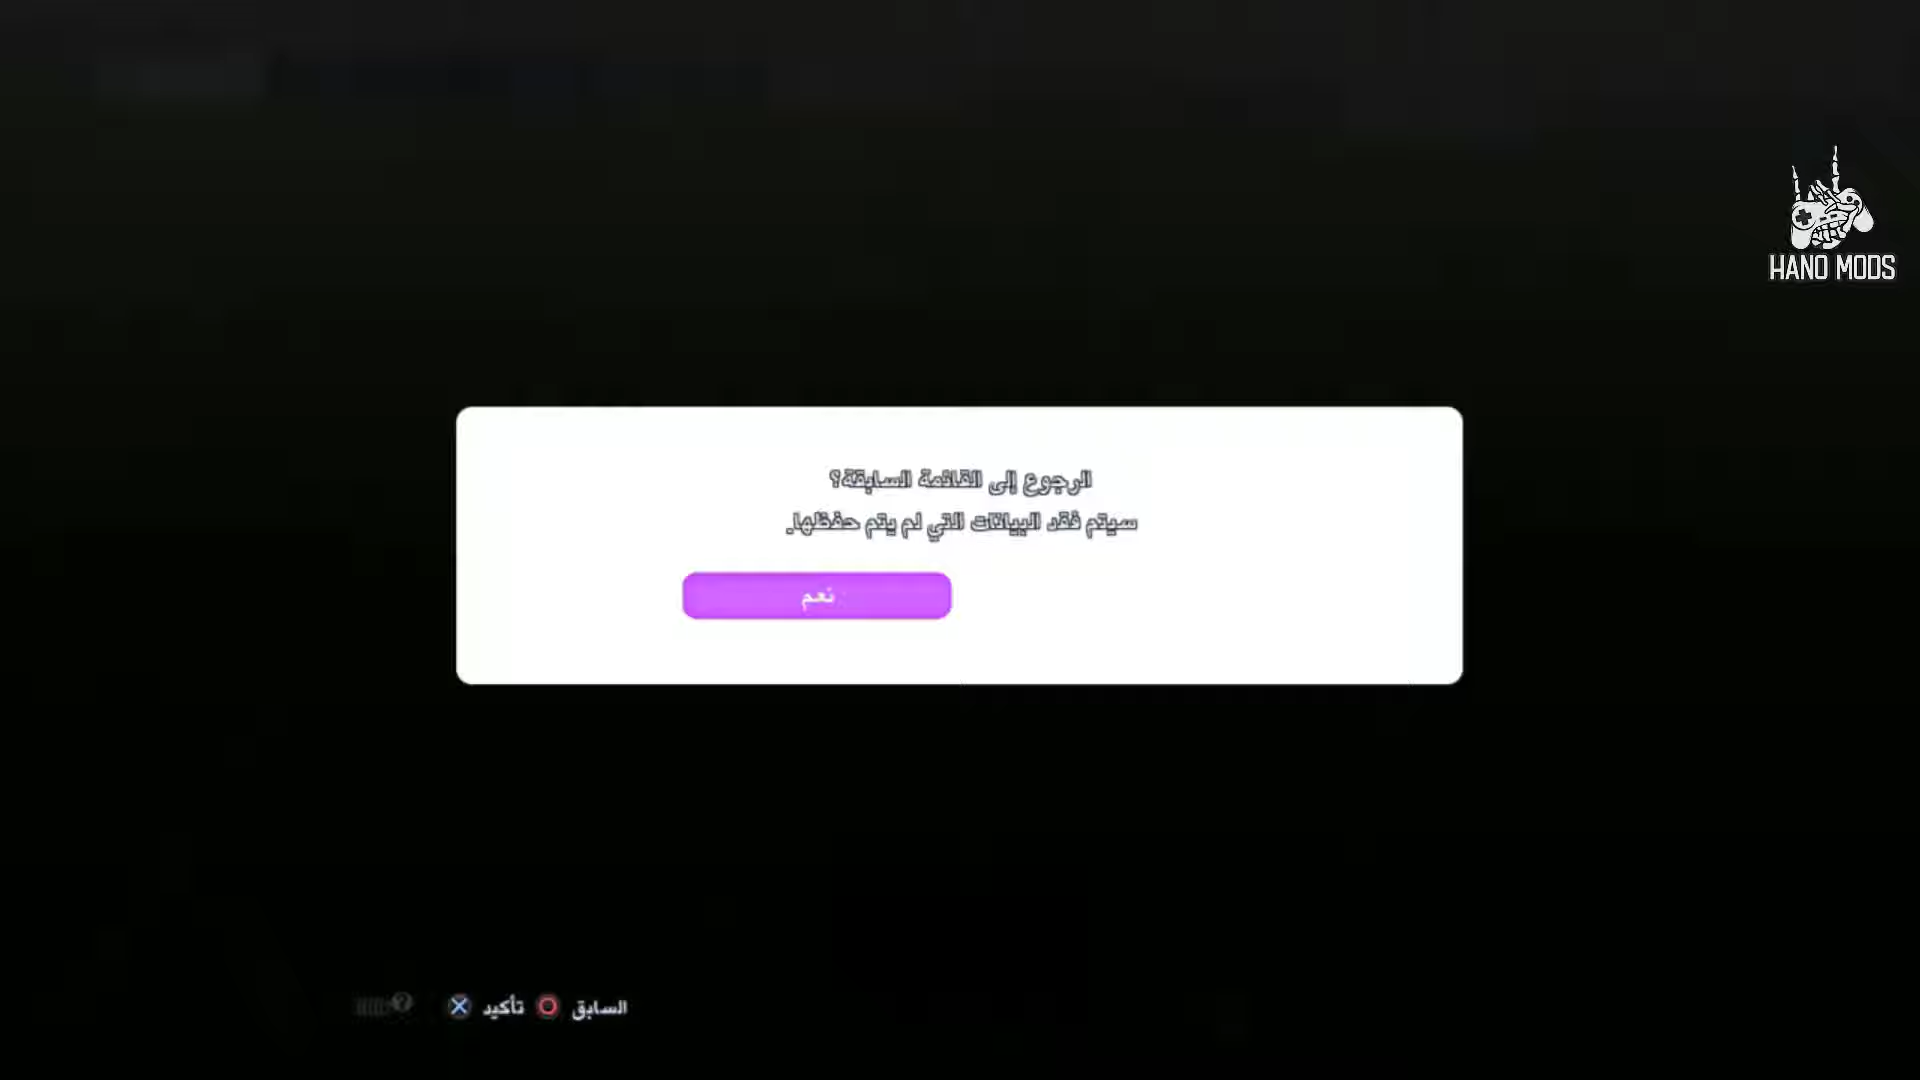 HANO MODS
الرجوع إلى القائمة السابقة؟
سيتم فقد البيانات التي لم يتم حفظها.
نعم
تأكيد السابق